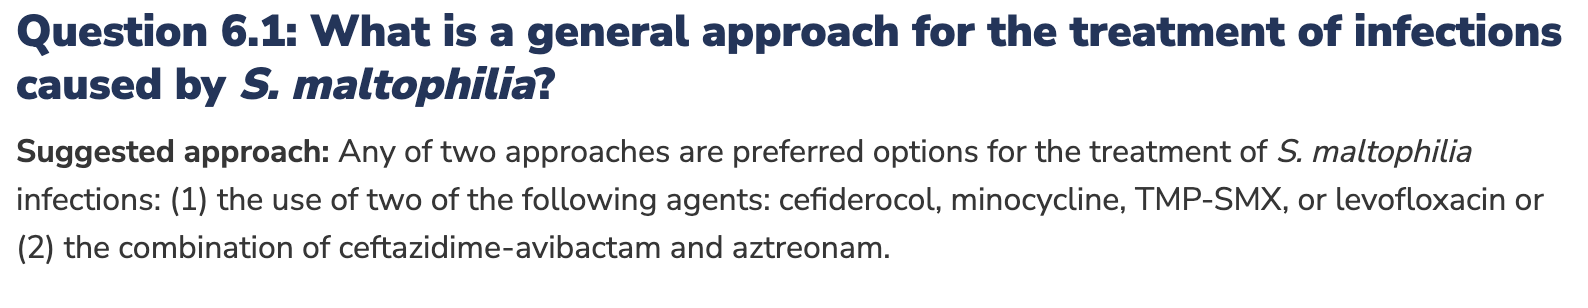 Question 6.1: What is a general approach for the treatment of infections
caused by S. maltophilia?
Suggested approach: Any of two approaches are preferred options for the treatment of S. maltophilia
infections: (1) the use of two of the following agents: cefiderocol, minocycline, TMP-SMX, or levofloxacin or
(2) the combination of ceftazidime-avibactam and aztreonam.